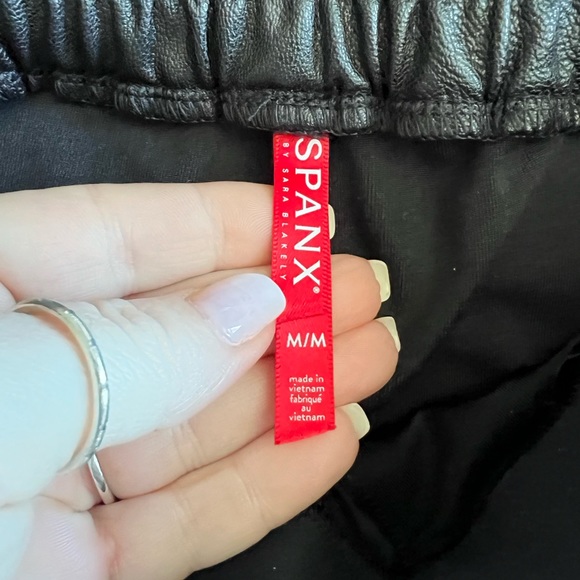 SPANX®
BY SARA BLAKELY
M/M
made in
vietnam
fabriqué
au
vietnam